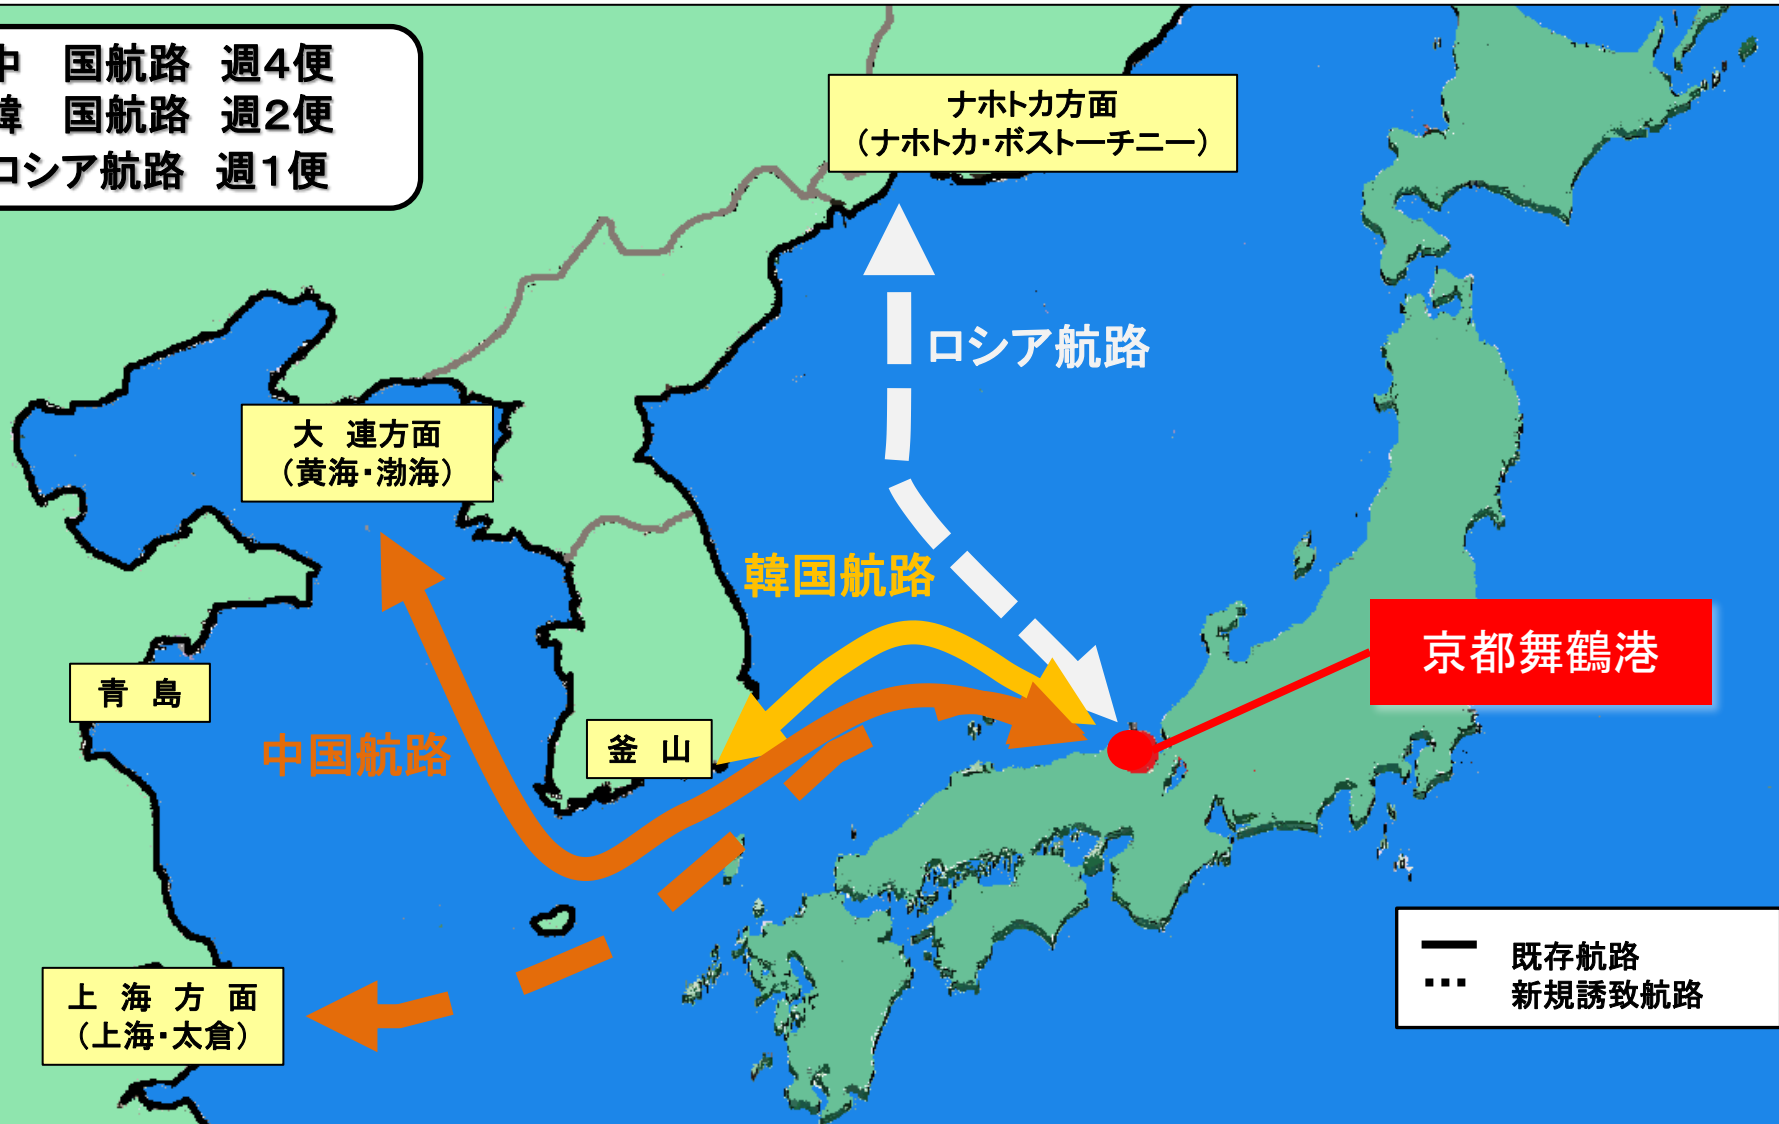 中　国航路　週4便
韓　国航路　週2便
ロシア航路　週1便
ナホトカ方面
（ナホトカ・ボストーチニー）
ロシア航路
大　連方面
（黄海・渤海）
韓国航路
京都舞鶴港
青　島
釜　山
中国航路
上　海　方　面
（上海・太倉）
既存航路
新規誘致航路